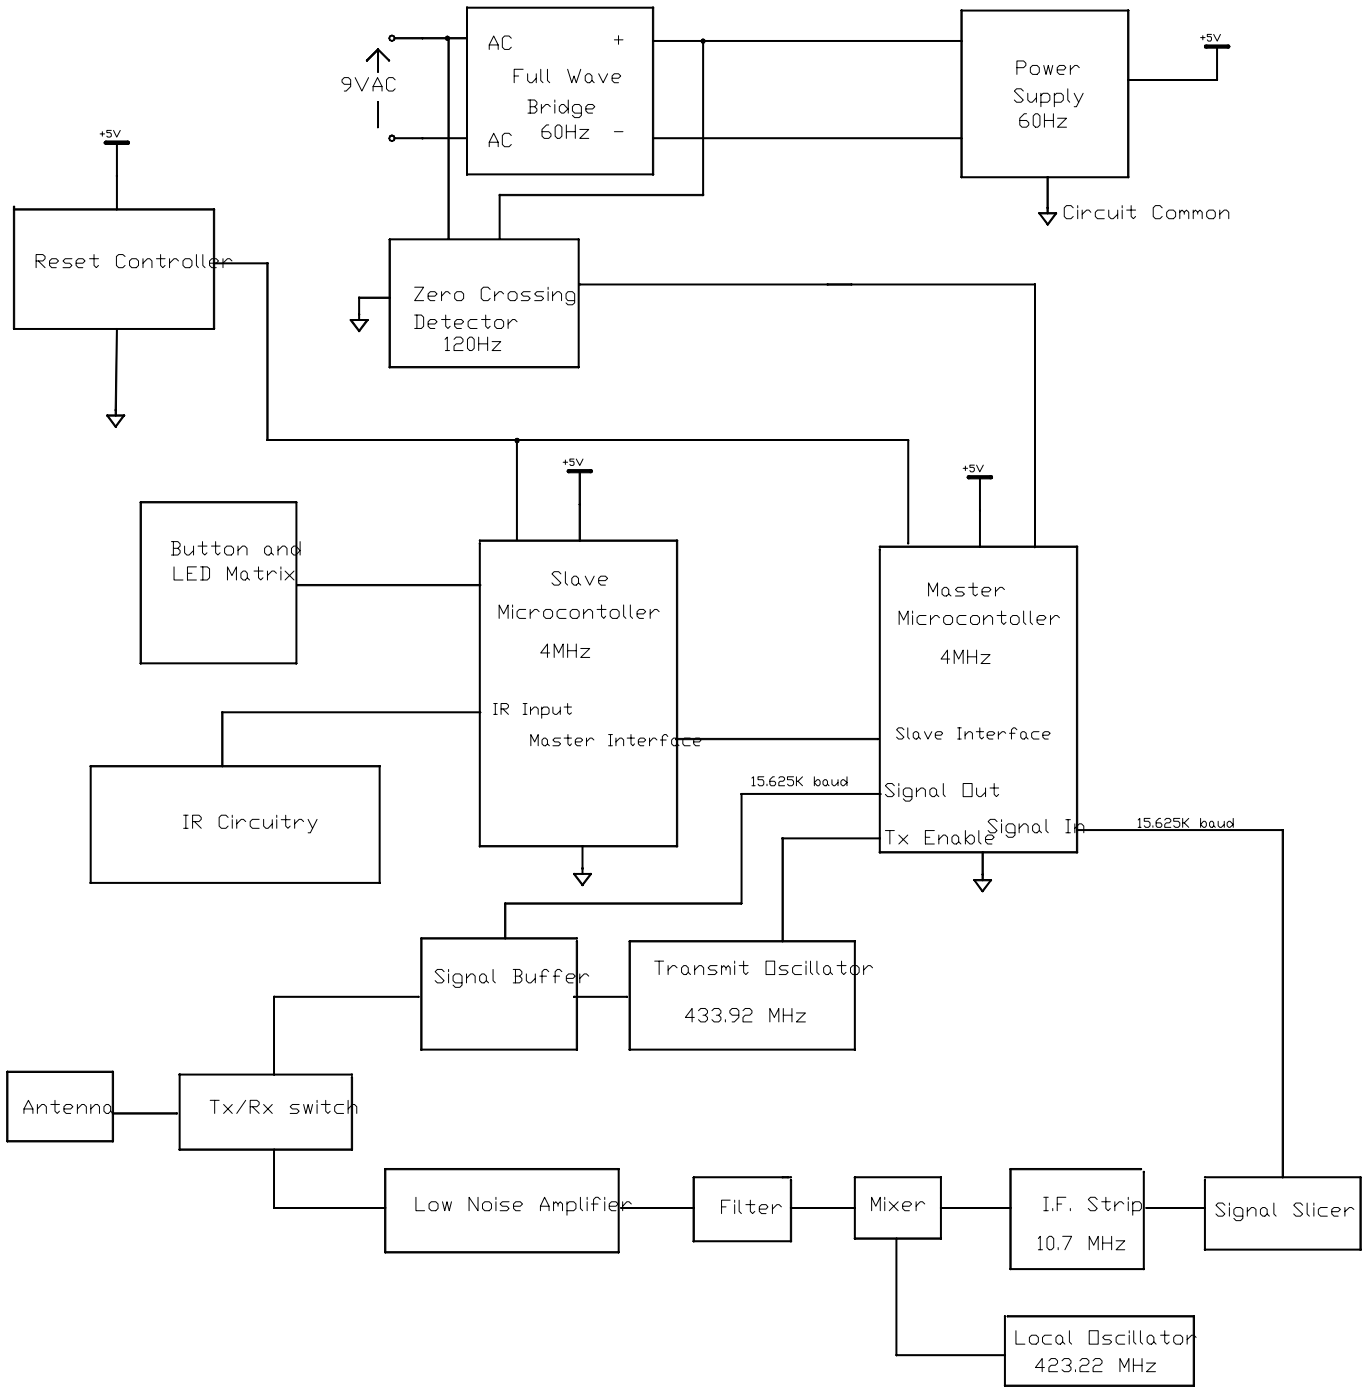 AC
+
+5V
9VAC
Full Wave
Bridge
60Hz
-
AC
Power
Supply
60Hz
+5V
Circuit Common
Reset Controller
Zero Crossing
Detector
120Hz
+5V
+5V
Button and
LED Matrix
Slave
Microcontoller
4MHz
IR Input
Master Interface
Master
Microcontoller
4MHz
Slave Interface
15.625K baud
Signal Out
Signal In
15.625K baud
Tx Enable
IR Circuitry
Signal Buffer
Transmit Oscillator
433.92 MHz
Antenna
Tx/Rx switch
Low Noise Amplifier
Filter
Mixer
I.F. Strip
10.7 MHz
Signal Slicer
Local Oscillator
423.22 MHz